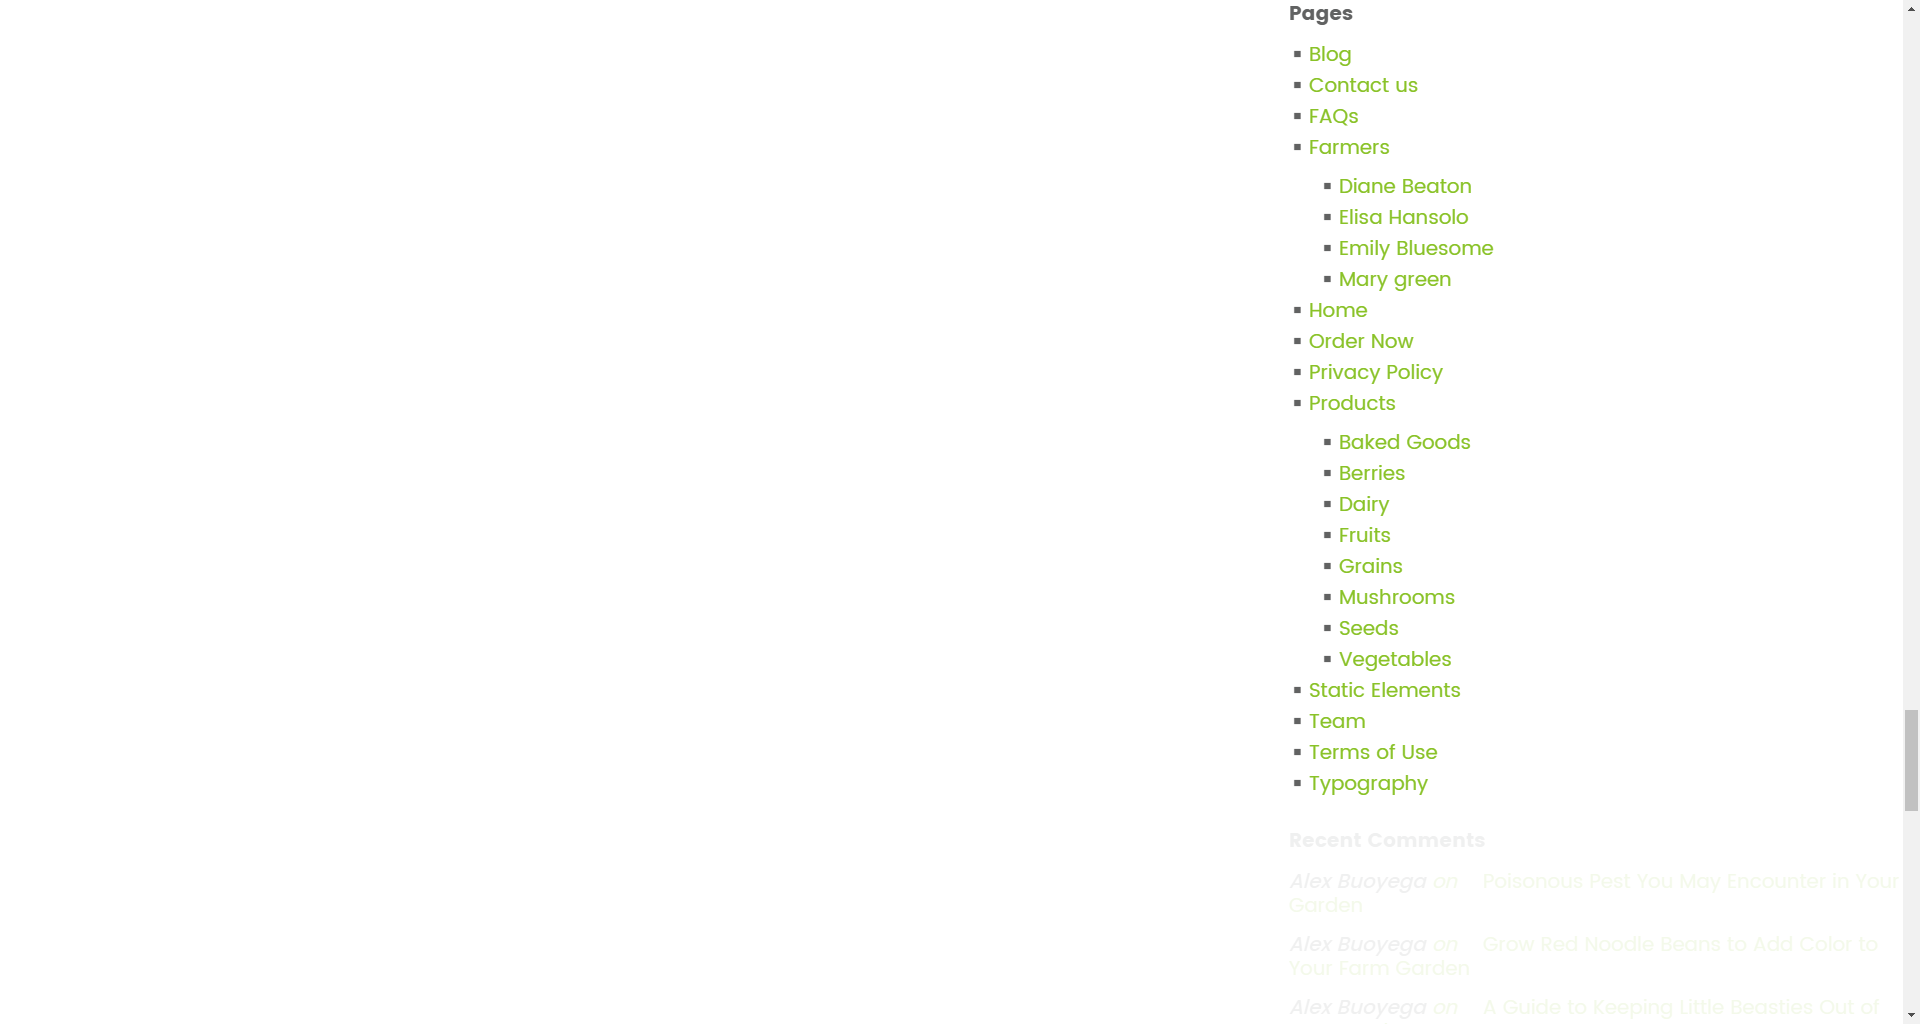 Pages
Blog
Contact us
FAQs
Farmers
Diane Beaton
Elisa Hansolo
Emily Bluesome
Mary green
Home
Order Now
Privacy Policy
Products
Baked Goods
Berries
Dairy
Fruits
Grains
Mushrooms
Seeds
Vegetables
Static Elements
Team
Terms of Use
Typography
Recent Comments
Alex Buoyega on Poisonous Pest You May Encounter in Your
Garden
Alex Buoyega on Grow Red Noodle Beans to Add Color to
Your Farm Garden
Alex Buoyega on A Guide to Keeping Little Beasties Out of